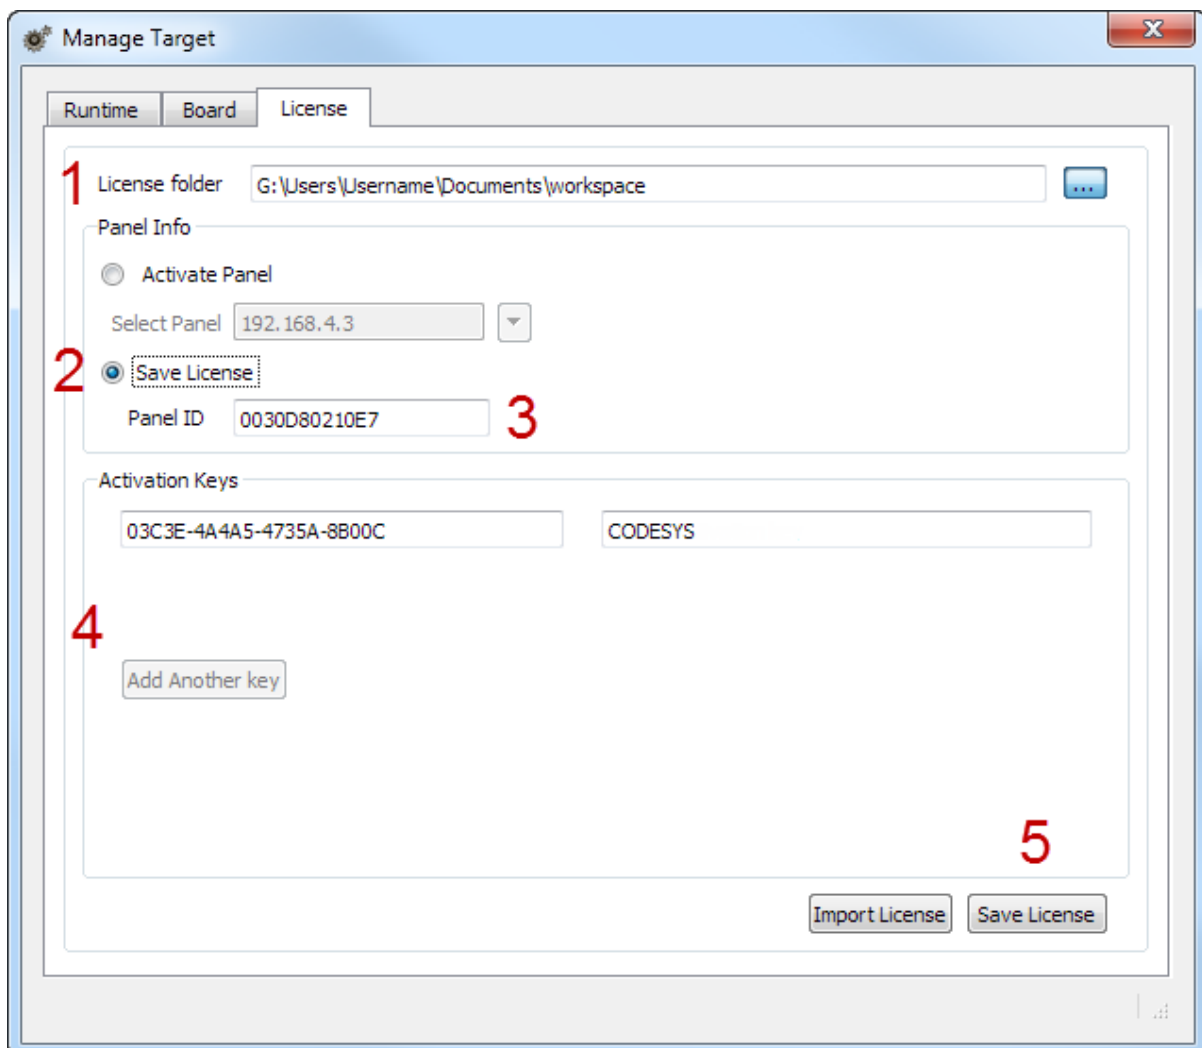 Manage Target
X
Runtime Board License
1 License folder G:\Users\Username\Documents\workspace ...
Panel Info
Activate Panel
Select Panel 192.168.4.3
2 Save License
Panel ID 0030D80210E7 3
Activation Keys
03C3E-4A4A5-4735A-8B00C CODESYS
4
Add Another key
5
Import License Save License